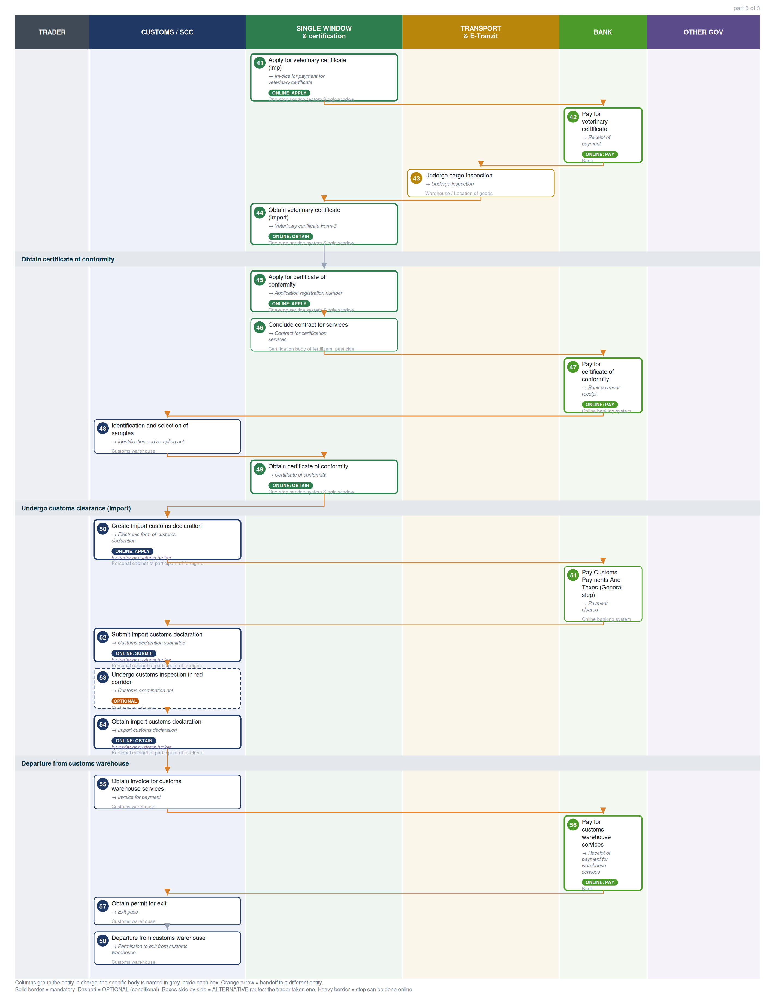 part 3 of 3
TRADER
CUSTOMS / SCC
SINGLE WINDOW
& certification
TRANSPORT
& E-Tranzit
BANK
OTHER GOV
41
Apply for veterinary certificate
(imp)
→ Invoice for payment for
veterinary certificate
ONLINE: APPLY
One-stop service system Single window
42
Pay for
veterinary
certificate
→ Receipt of
payment
ONLINE: PAY
Bank
43
Undergo cargo inspection
→ Undergo inspection
Warehouse / Location of goods
44
Obtain veterinary certificate
(import)
→ Veterinary certificate Form-3
ONLINE: OBTAIN
One-stop service system Single window
Obtain certificate of conformity
45
Apply for certificate of
conformity
→ Application registration number
ONLINE: APPLY
One-stop service system Single window
46
Conclude contract for services
→ Contract for certification
services
Certification body of fertilizers, pesticide
47
Pay for
certificate of
conformity
→ Bank payment
receipt
ONLINE: PAY
Online banking system
48
Identification and selection of
samples
→ Identification and sampling act
Customs warehouse
49
Obtain certificate of conformity
→ Certificate of conformity
ONLINE: OBTAIN
One-stop service system Single window
Undergo customs clearance (Import)
50
Create import customs declaration
→ Electronic form of customs
declaration
ONLINE: APPLY
by trader or customs broker
Personal cabinet of participant of foreign e
51
Pay Customs
Payments And
Taxes (General
step)
→ Payment
cleared
Online banking system
52
Submit import customs declaration
→ Customs declaration submitted
ONLINE: SUBMIT
by trader or customs broker
Personal cabinet of participant of foreign e
53
Undergo customs inspection in red
corridor
→ Customs examination act
OPTIONAL
Customs warehouse
54
Obtain import customs declaration
→ Import customs declaration
ONLINE: OBTAIN
by trader or customs broker
Personal cabinet of participant of foreign e
Departure from customs warehouse
55
Obtain invoice for customs
warehouse services
→ Invoice for payment
Customs warehouse
56
Pay for
customs
warehouse
services
→ Receipt of
payment for
warehouse
services
ONLINE: PAY
Bank
57
Obtain permit for exit
→ Exit pass
Customs warehouse
58
Departure from customs warehouse
→ Permission to exit from customs
warehouse
Customs warehouse
Columns group the entity in charge; the specific body is named in grey inside each box. Orange arrow = handoff to a different entity.
Solid border = mandatory. Dashed = OPTIONAL (conditional). Boxes side by side = ALTERNATIVE routes; the trader takes one. Heavy border = step can be done online.